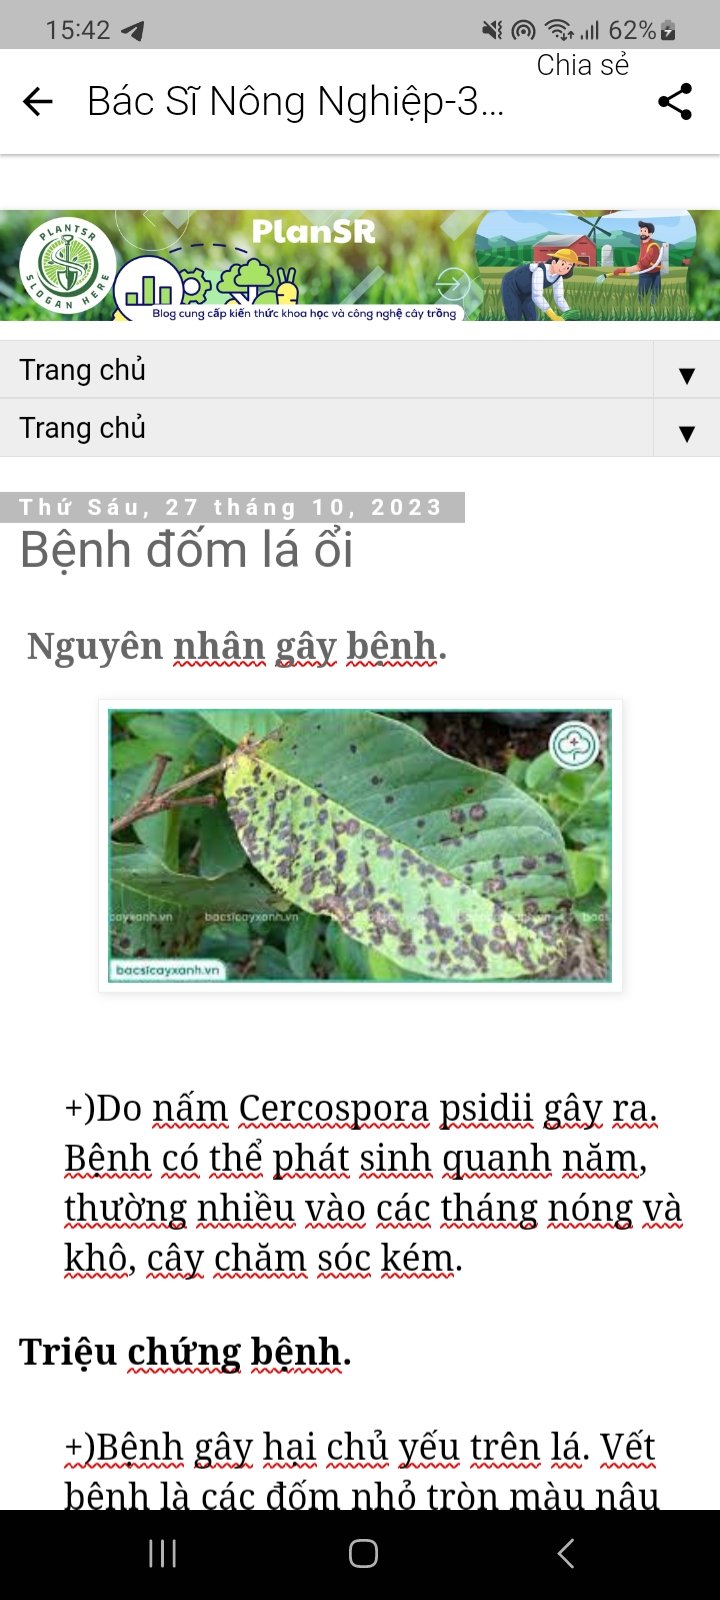 15:42
62%
Chia sẻ
Bác Sĩ Nông Nghiệp-3...
PLANTSR
SLOGAN HERE
PlanSR
Blog cung cấp kiến thức khoa học và công nghệ cây trồng
Trang chủ
Trang chủ
Thứ Sáu, 27 tháng 10, 2023
Bệnh đốm lá ổi
Nguyên nhân gây bệnh.
bacsicayxanh.vn
bacsicayxanh.vn
+)Do nấm Cercospora psidii gây ra.
Bệnh có thể phát sinh quanh năm,
thường nhiều vào các tháng nóng và
khô, cây chăm sóc kém.
Triệu chứng bệnh.
+)Bệnh gây hại chủ yếu trên lá. Vết
bệnh là các đốm nhỏ tròn màu nâu